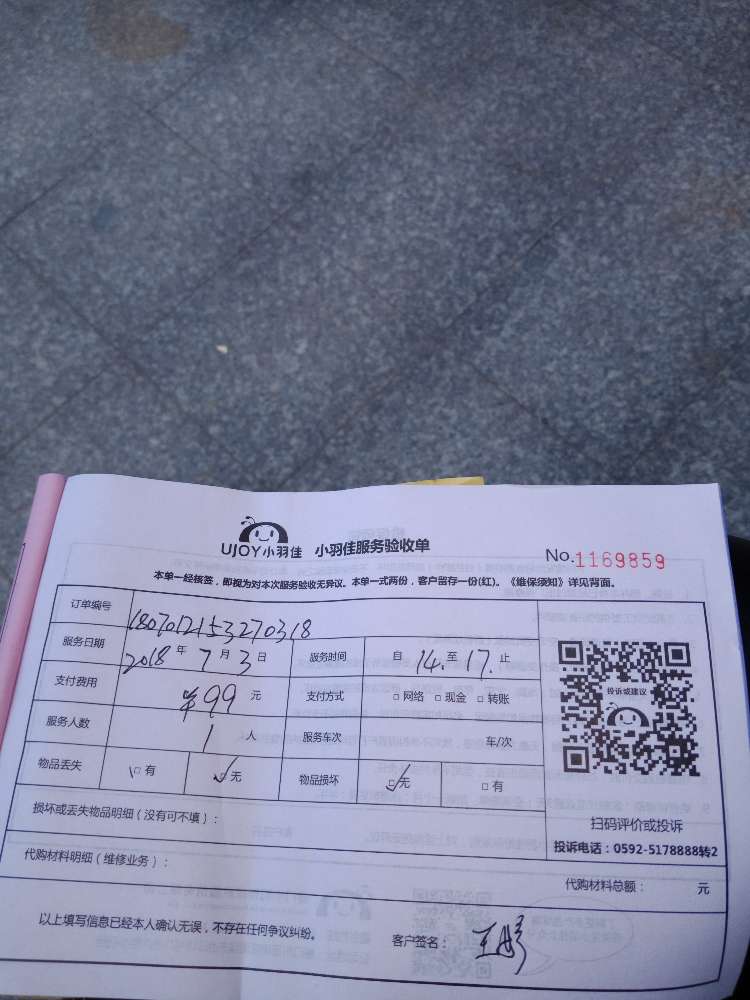 UJOY小羽佳 小羽佳服务验收单 No.1169859
本单一经核签，即视为对本次服务验收无异议。本单一式两份，客户留存一份(红)。《维保须知》详见背面。
订单编号 1807012153270318
服务日期 2018 年 7 月 3 日 服务时间 自 14. 至 17. 止
支付费用 ￥99 元 支付方式 □网络 □现金 □转账
服务人数 1 人 服务车次 车/次
物品丢失 □有 ☑无 物品损坏 ☑无 □有
投诉或建议
扫码评价或投诉
投诉电话：0592-5178888转2
损坏或丢失物品明细（没有可不填）：
代购材料明细（维修业务）： 代购材料总额： 元
以上填写信息已经本人确认无误，不存在任何争议纠纷。 客户签名： 王彬